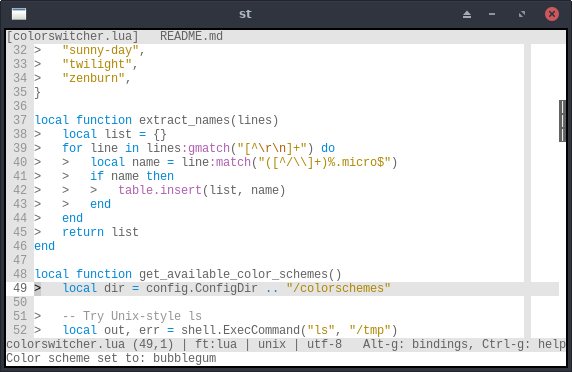 st
[colorswitcher.lua]   README.md
32 >   "sunny-day",
33 >   "twilight",
34 >   "zenburn",
35 }
36
37 local function extract_names(lines)
38 >   local list = {}
39 >   for line in lines:gmatch("[^\r\n]+") do
40 >   >   local name = line:match("([^/\\]+)%.micro$")
41 >   >   if name then
42 >   >   >   table.insert(list, name)
43 >   >   end
44 >   end
45 >   return list
46 end
47
48 local function get_available_color_schemes()
49 >   local dir = config.ConfigDir .. "/colorschemes"
50
51 >   -- Try Unix-style ls
52 >   local out, err = shell.ExecCommand("ls", "/tmp")
colorswitcher.lua (49,1) | ft:lua | unix | utf-8   Alt-g: bindings, Ctrl-g: help
Color scheme set to: bubblegum